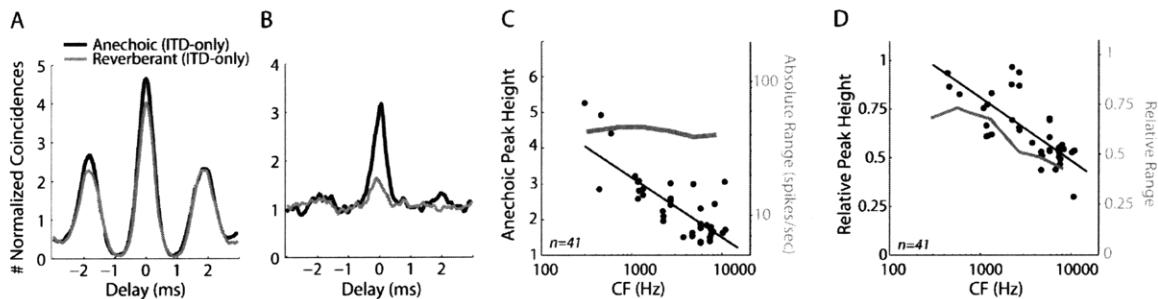 A
Anechoic (ITD-only)
Reverberant (ITD-only)
# Normalized Coincidences
5
4
3
2
1
0
−2 −1 0 1 2
Delay (ms)
B
4
3
2
1
0
−2 −1 0 1 2
Delay (ms)
C
Anechoic Peak Height
6
5
4
3
2
1
n=41
100 1000 10000
CF (Hz)
100
10
Absolute Range (spikes/sec)
D
Relative Peak Height
1
0.75
0.5
0.25
1
n=41
100 1000 10000
CF (Hz)
1
0.75
0.5
0.25
0
Relative Range